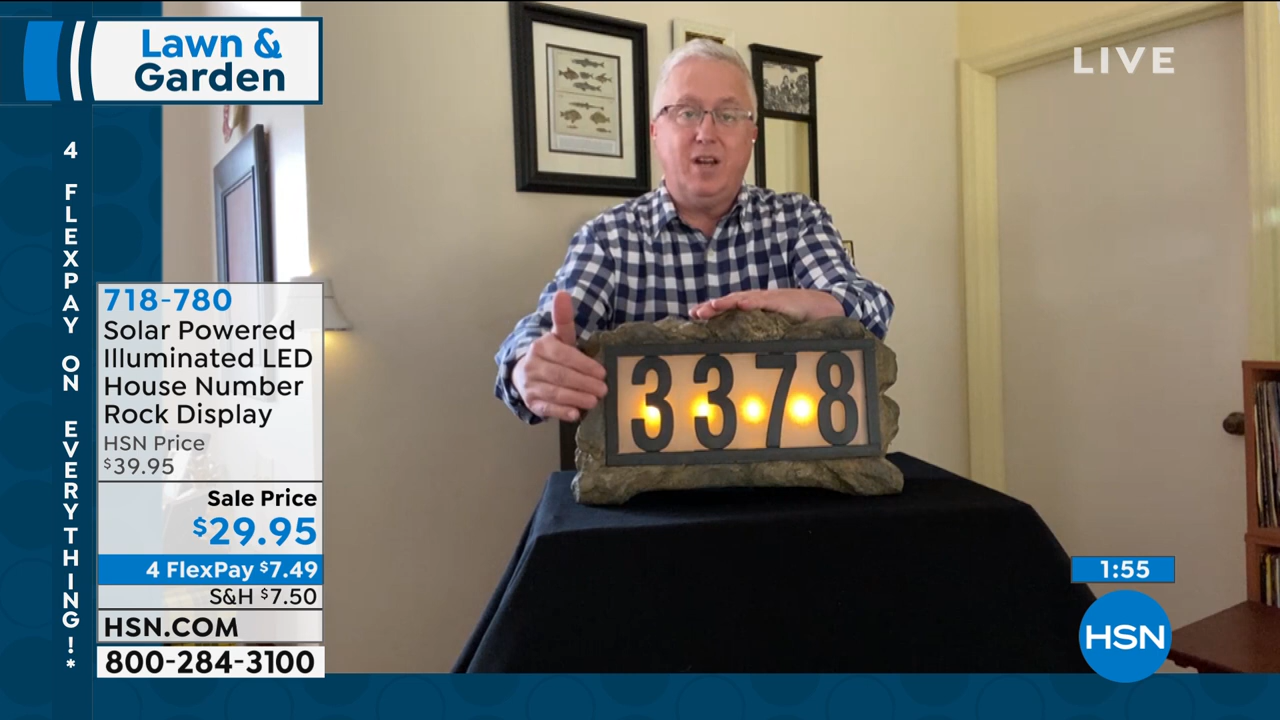 Lawn &
Garden
LIVE
4 FLEXPAY ON EVERYTHING!*
718-780
Solar Powered
Illuminated LED
House Number
Rock Display
HSN Price
$39.95
Sale Price
$29.95
4 FlexPay $7.49
S&H $7.50
HSN.COM
800-284-3100
3378
1:55
HSN